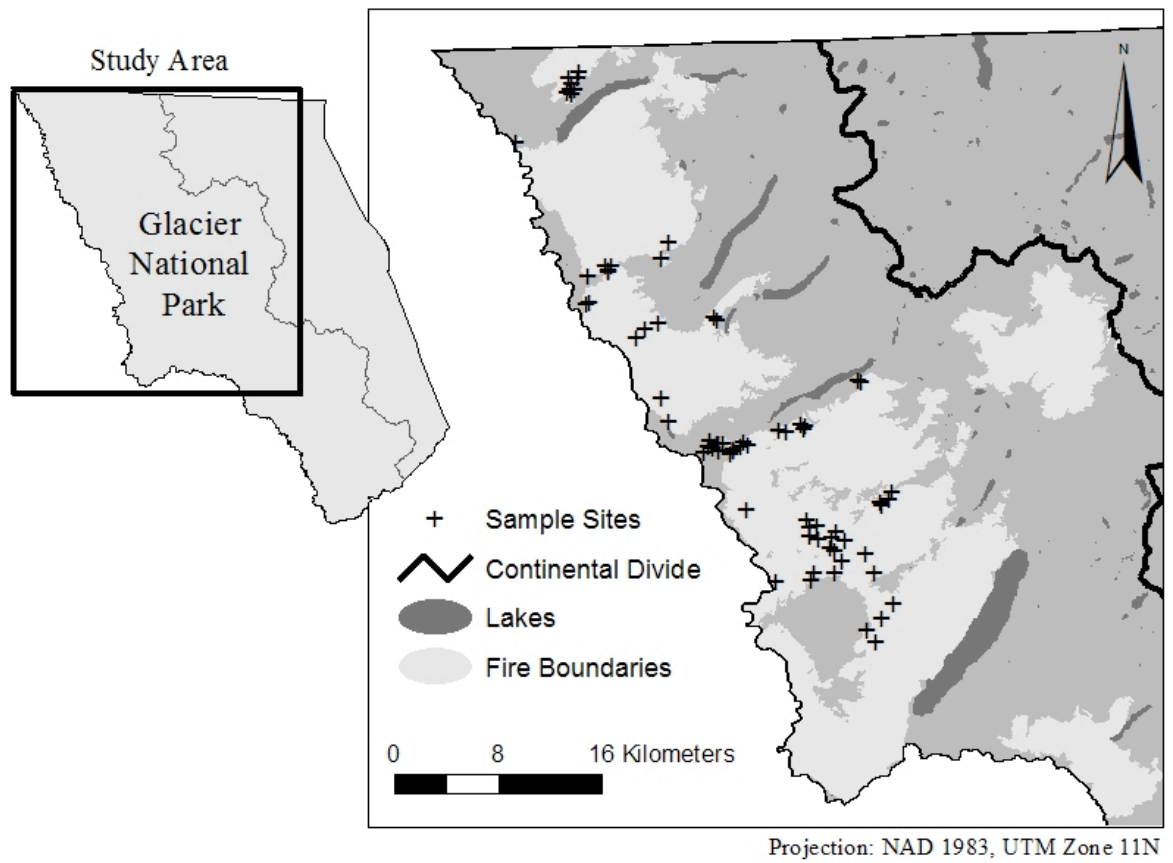 Study Area
Glacier
National
Park
N
Sample Sites
Continental Divide
Lakes
Fire Boundaries
0 8 16 Kilometers
Projection: NAD 1983, UTM Zone 11N